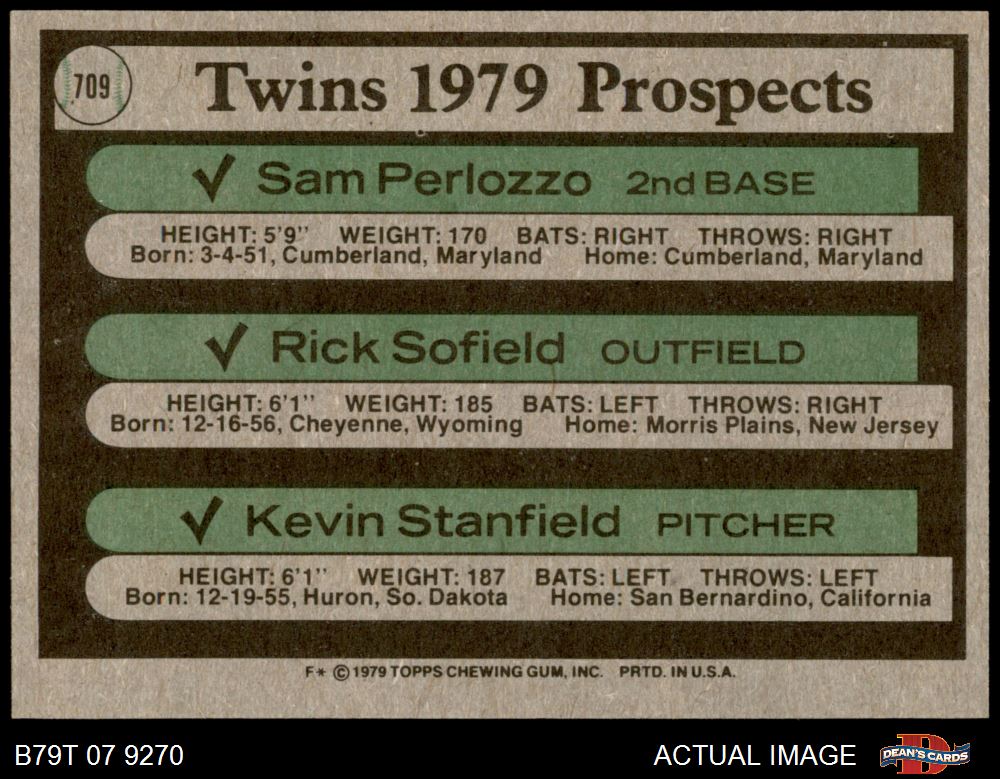 709
Twins 1979 Prospects
✓ Sam Perlozzo 2nd BASE
HEIGHT: 5'9" WEIGHT: 170 BATS: RIGHT THROWS: RIGHT
Born: 3-4-51, Cumberland, Maryland Home: Cumberland, Maryland
✓ Rick Sofield OUTFIELD
HEIGHT: 6'1" WEIGHT: 185 BATS: LEFT THROWS: RIGHT
Born: 12-16-56, Cheyenne, Wyoming Home: Morris Plains, New Jersey
✓ Kevin Stanfield PITCHER
HEIGHT: 6'1" WEIGHT: 187 BATS: LEFT THROWS: LEFT
Born: 12-19-55, Huron, So. Dakota Home: San Bernardino, California
F* © 1979 TOPPS CHEWING GUM, INC. PRTD. IN U.S.A.
B79T 07 9270 ACTUAL IMAGE D DEAN'S CARDS